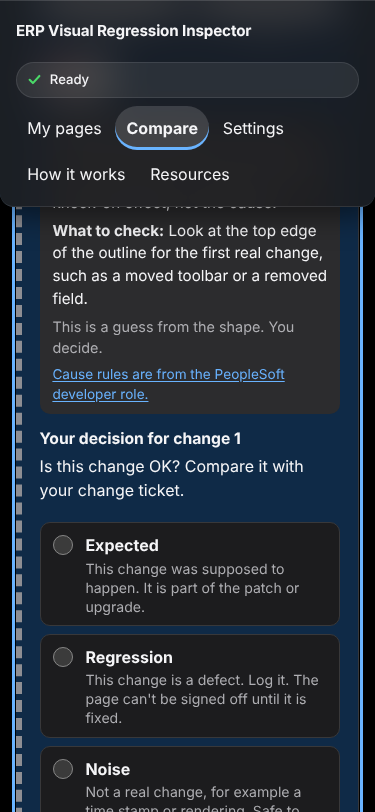 ERP Visual Regression Inspector
Ready
My pages Compare Settings
How it works Resources
What to check: Look at the top edge
of the outline for the first real change,
such as a moved toolbar or a removed
field.
This is a guess from the shape. You
decide.
Cause rules are from the PeopleSoft
developer role.
Your decision for change 1
Is this change OK? Compare it with
your change ticket.
Expected
This change was supposed to
happen. It is part of the patch or
upgrade.
Regression
This change is a defect. Log it. The
page can't be signed off until it is
fixed.
Noise
Not a real change, for example a
time stamp or rendering. Safe to